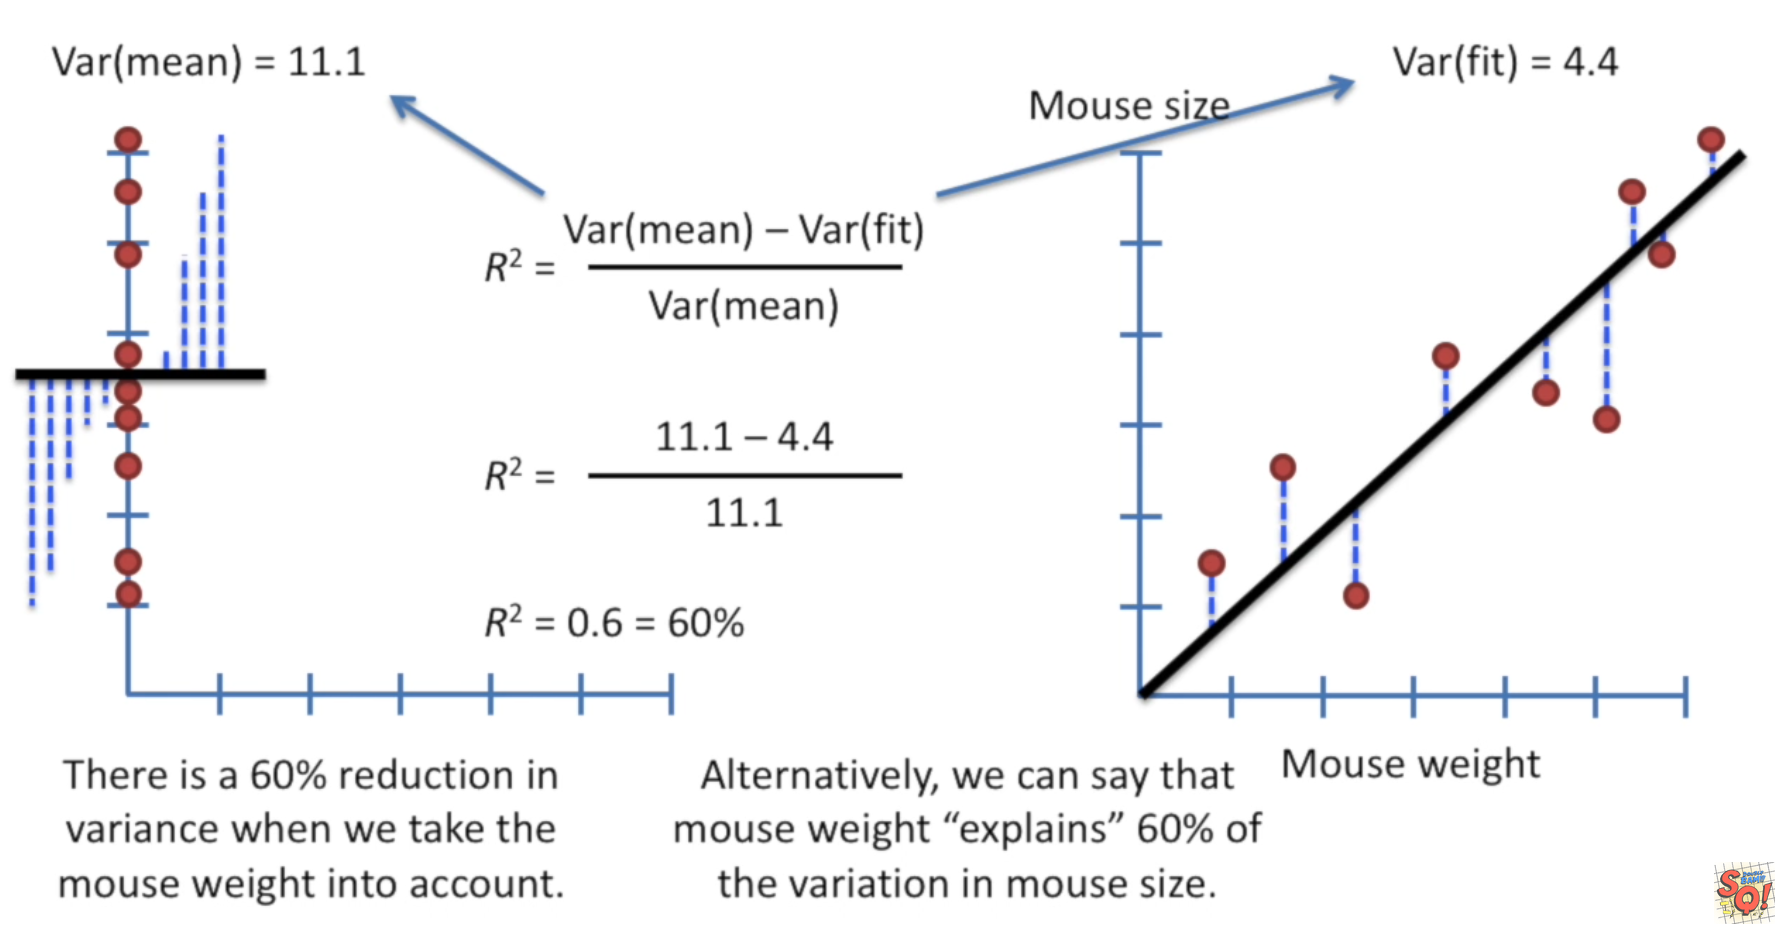 Var(mean) = 11.1
Var(fit) = 4.4
Mouse size
R² = Var(mean) – Var(fit)
Var(mean)
R² = 11.1 – 4.4
11.1
R² = 0.6 = 60%
Mouse weight
There is a 60% reduction in
variance when we take the
mouse weight into account.
Alternatively, we can say that
mouse weight “explains” 60% of
the variation in mouse size.
SQ!